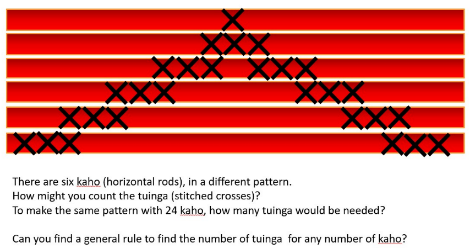 There are six kaho (horizontal rods), in a different pattern.
How might you count the tuinga (stitched crosses)?
To make the same pattern with 24 kaho, how many tuinga would be needed?
Can you find a general rule to find the number of tuinga for any number of kaho?